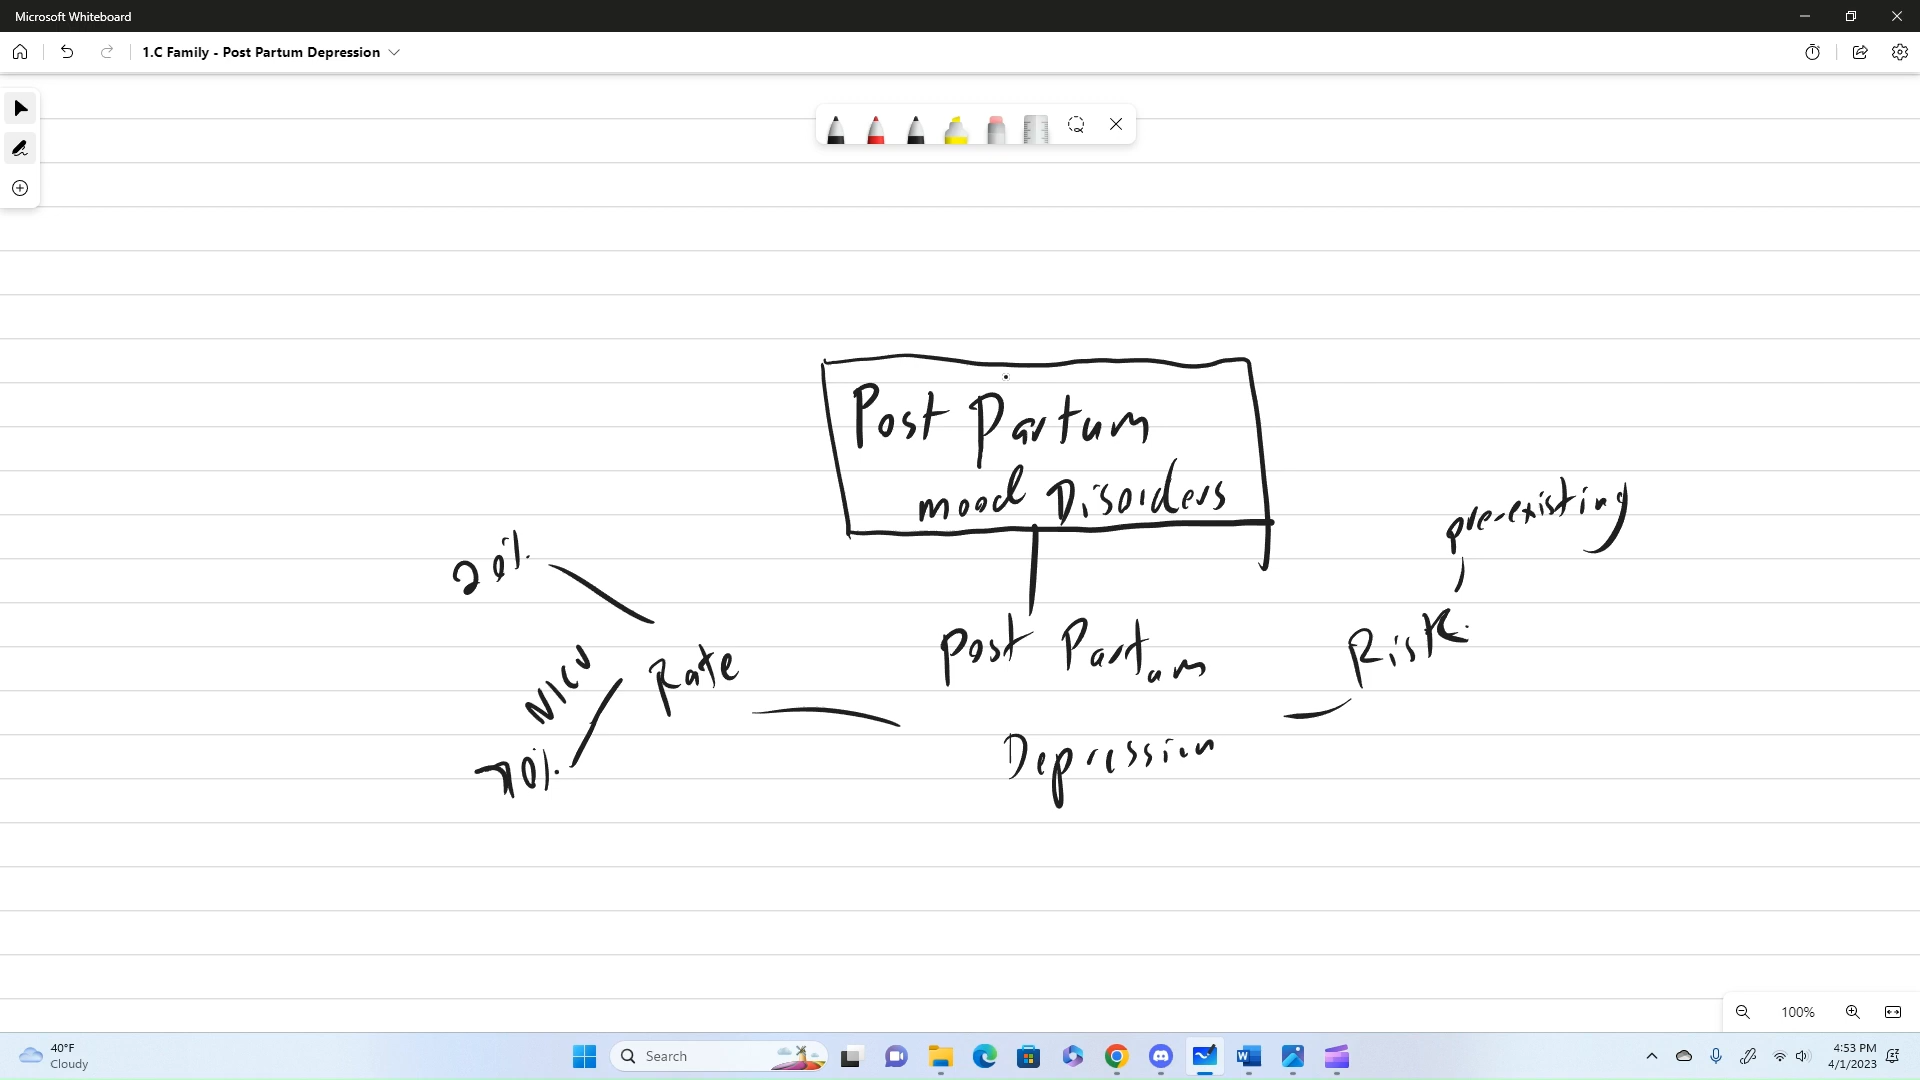 Microsoft Whiteboard
1.C Family - Post Partum Depression
Post Partum
mood Disorders
pre-existing
20%
Risk
Post Partum
Rate
NICU
Depression
70%
100%
40°F
Cloudy
Search
4:53 PM
4/1/2023